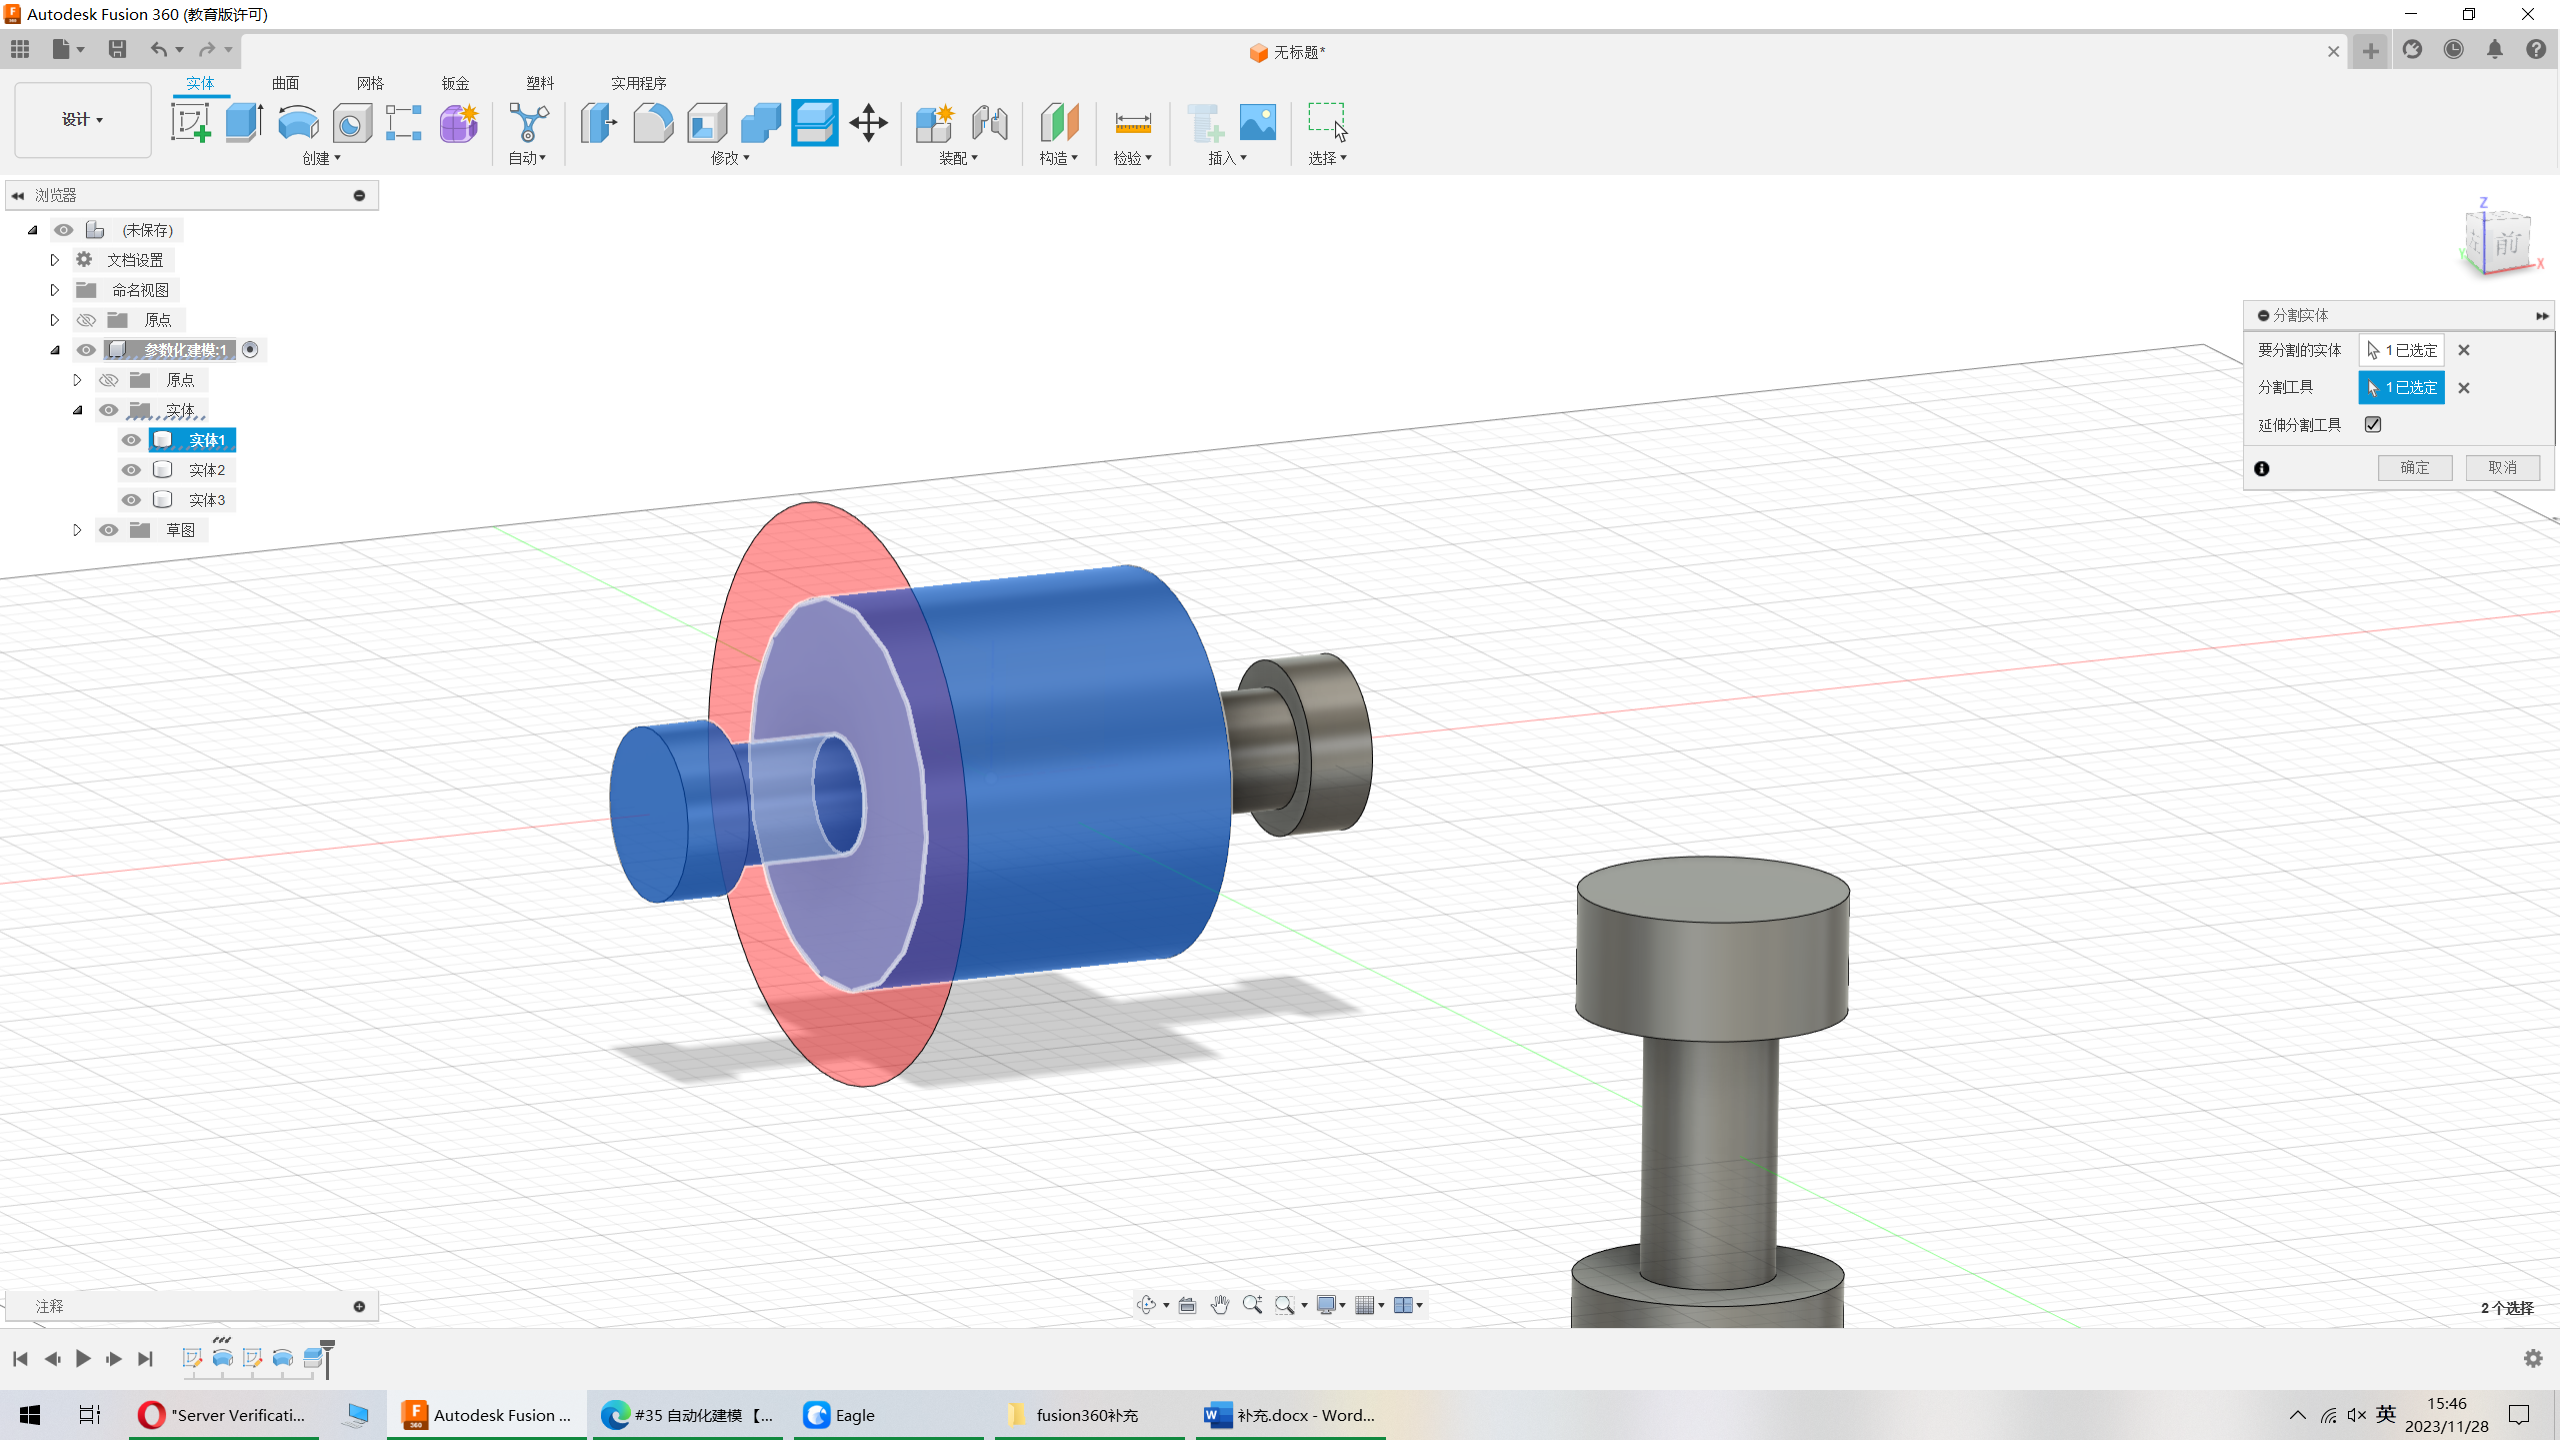 Autodesk Fusion 360 (教育版许可)
无标题*
实体 曲面 网格 钣金 塑料 实用程序
设计
创建 自动 修改 装配 构造 检验 插入 选择
浏览器
(未保存)
文档设置
命名视图
原点
参数化建模:1
原点
实体
实体1
实体2
实体3
草图
Z
前
X
Y
分割实体
要分割的实体 1 已选定
分割工具 1 已选定
延伸分割工具
确定 取消
注释
2 个选择
"Server Verificati...
Autodesk Fusion ...
#35 自动化建模 【...
Eagle
fusion360补充
补充.docx - Word...
英
15:46
2023/11/28